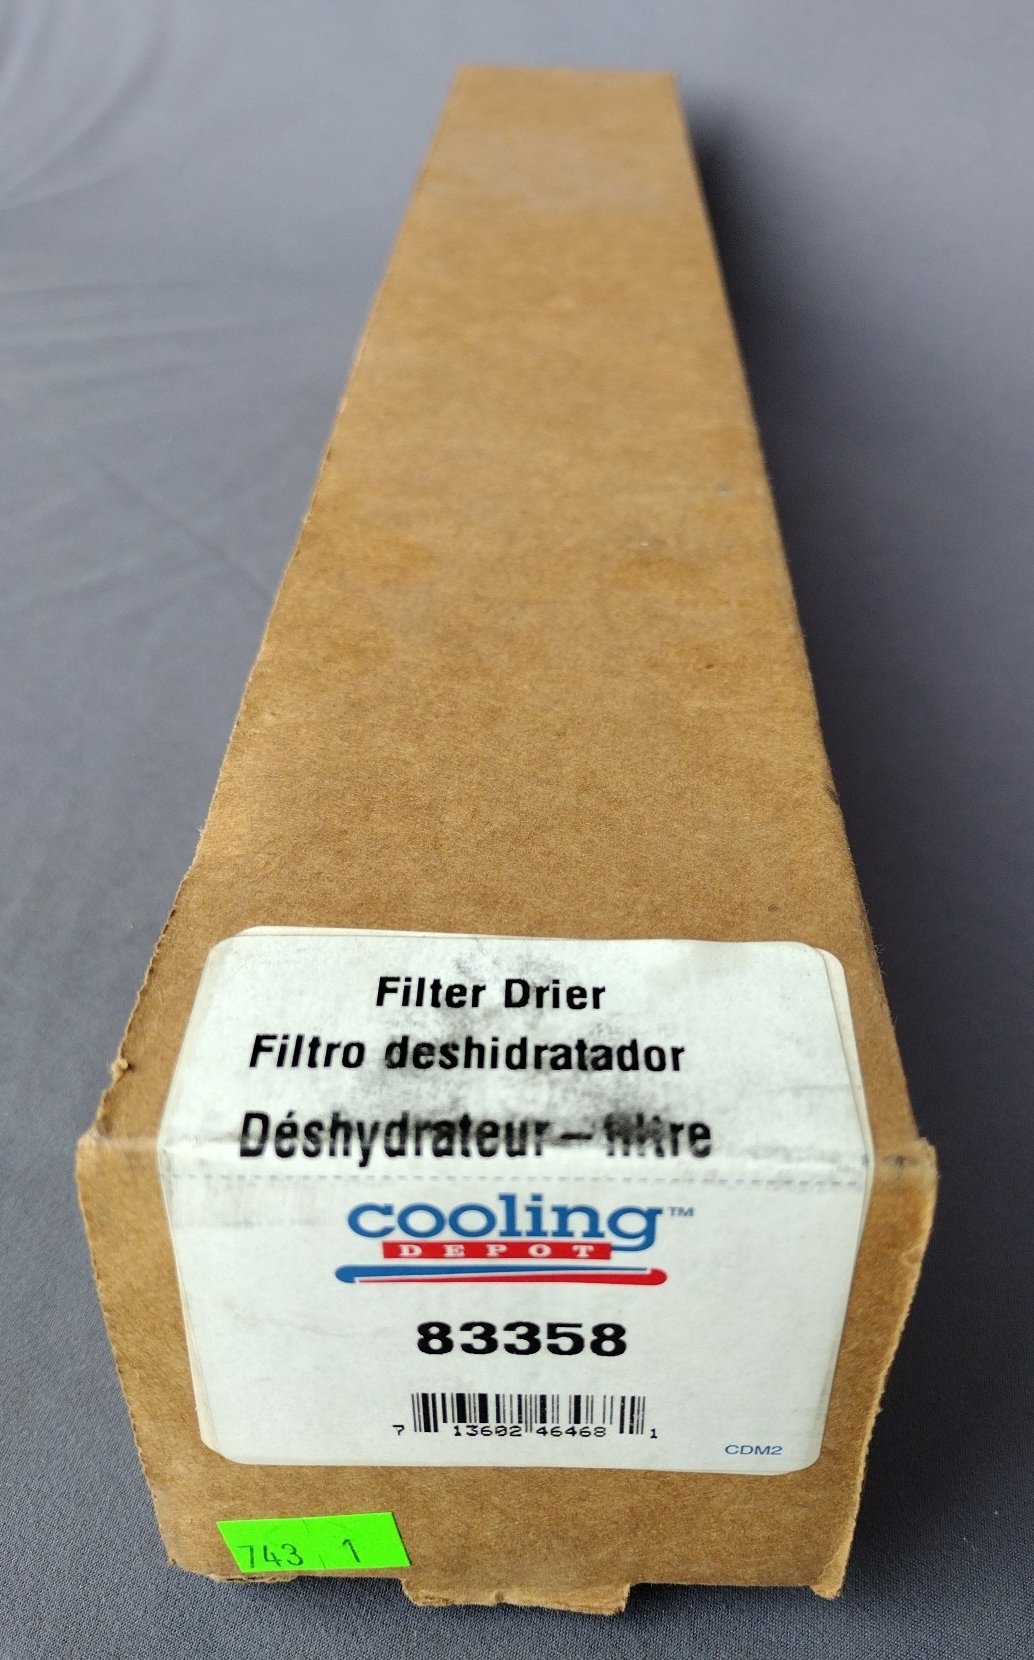 Filter Drier
Filtro deshidratador
Déshydrateur – filtre
cooling™
DEPOT
83358
7 13602 46468 1
CDM2
743 1